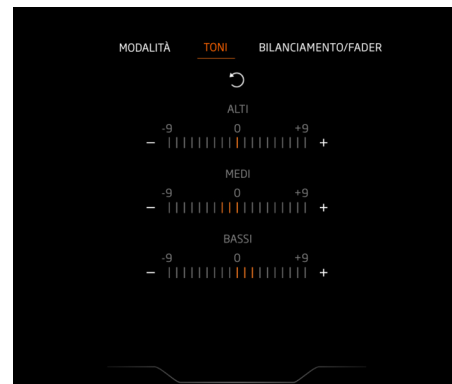 MODALITÀ TONI BILANCIAMENTO/FADER
ALTI
-9 0 +9
– +
MEDI
-9 0 +9
– +
BASSI
-9 0 +9
– +